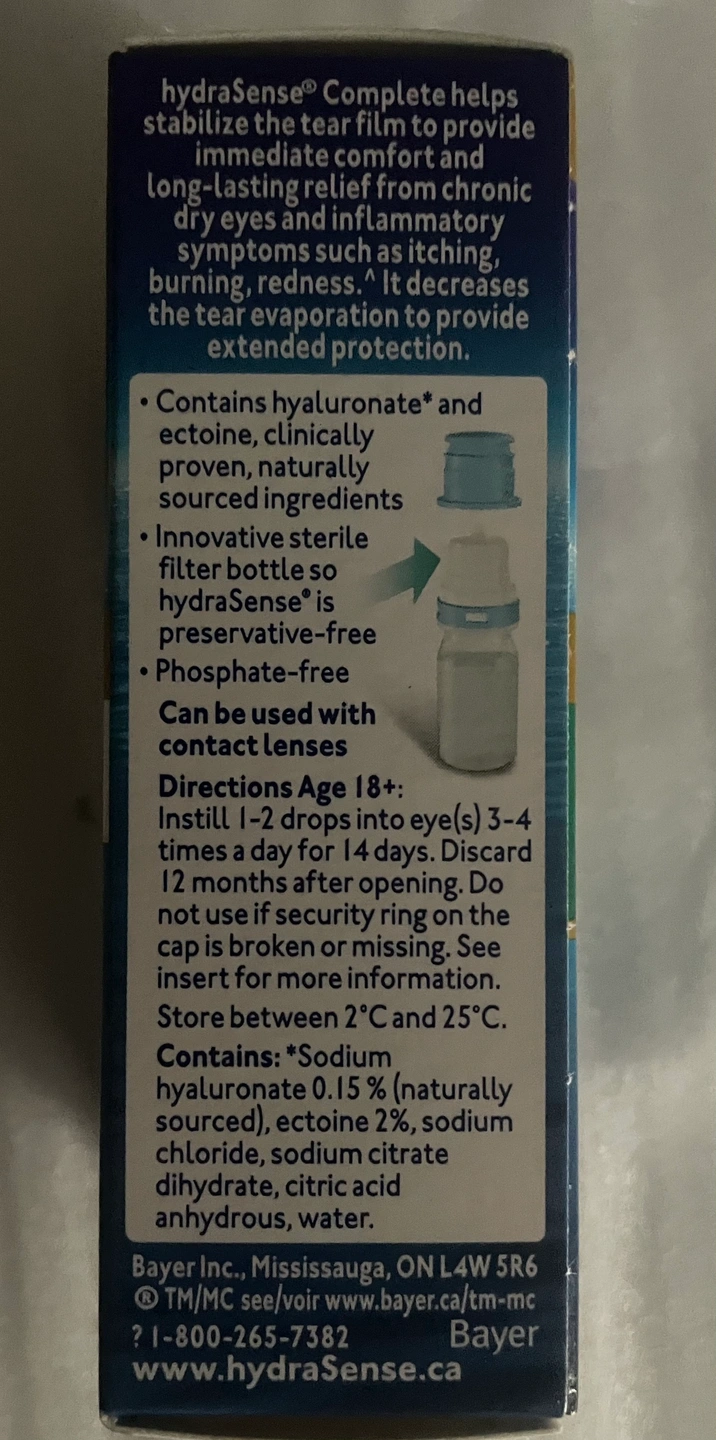 hydraSense® Complete helps
stabilize the tear film to provide
immediate comfort and
long-lasting relief from chronic
dry eyes and inflammatory
symptoms such as itching,
burning, redness.^ It decreases
the tear evaporation to provide
extended protection.
• Contains hyaluronate* and
ectoine, clinically
proven, naturally
sourced ingredients
• Innovative sterile
filter bottle so
hydraSense® is
preservative-free
• Phosphate-free
Can be used with
contact lenses
Directions Age 18+:
Instill 1-2 drops into eye(s) 3-4
times a day for 14 days. Discard
12 months after opening. Do
not use if security ring on the
cap is broken or missing. See
insert for more information.
Store between 2°C and 25°C.
Contains: *Sodium
hyaluronate 0.15 % (naturally
sourced), ectoine 2%, sodium
chloride, sodium citrate
dihydrate, citric acid
anhydrous, water.
Bayer Inc., Mississauga, ON L4W 5R6
® TM/MC see/voir www.bayer.ca/tm-mc
? 1-800-265-7382 Bayer
www.hydraSense.ca